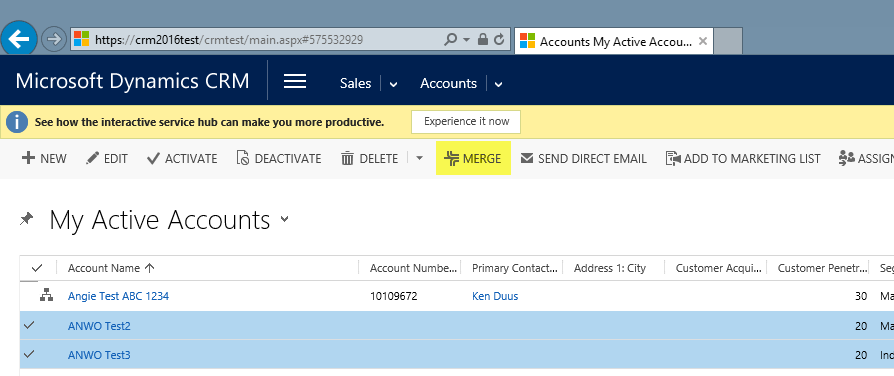 https://crm2016test/crmtest/main.aspx#575532929
Accounts My Active Accou...
Microsoft Dynamics CRM Sales Accounts
See how the interactive service hub can make you more productive. Experience it now
NEW EDIT ACTIVATE DEACTIVATE DELETE MERGE SEND DIRECT EMAIL ADD TO MARKETING LIST ASSIGN
My Active Accounts
Account Name Account Numbe... Primary Contact... Address 1: City Customer Acqui... Customer Penetr... Seg
Angie Test ABC 1234 10109672 Ken Duus 30 Ma
ANWO Test2 20 Ma
ANWO Test3 20 Ind